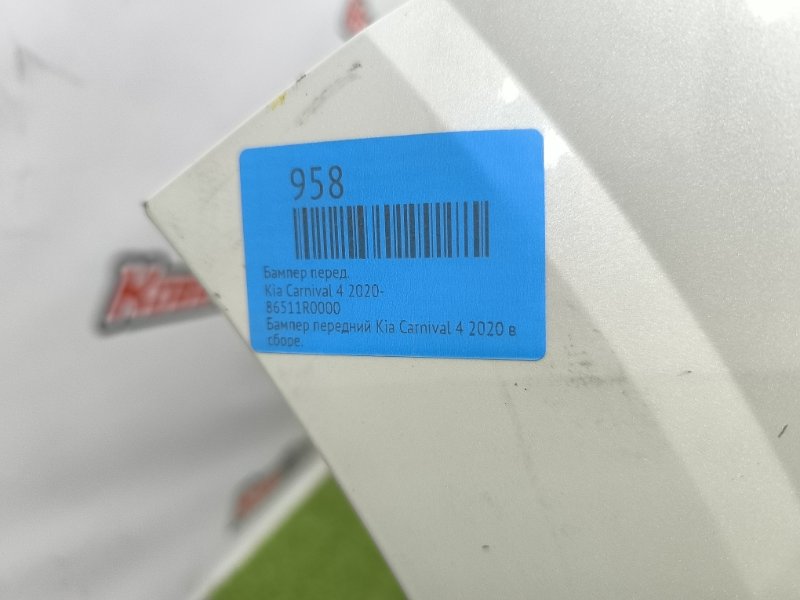 958
Бампер перед.
Kia Carnival 4 2020-
86511R0000
Бампер передний Kia Carnival 4 2020 в
сборе.